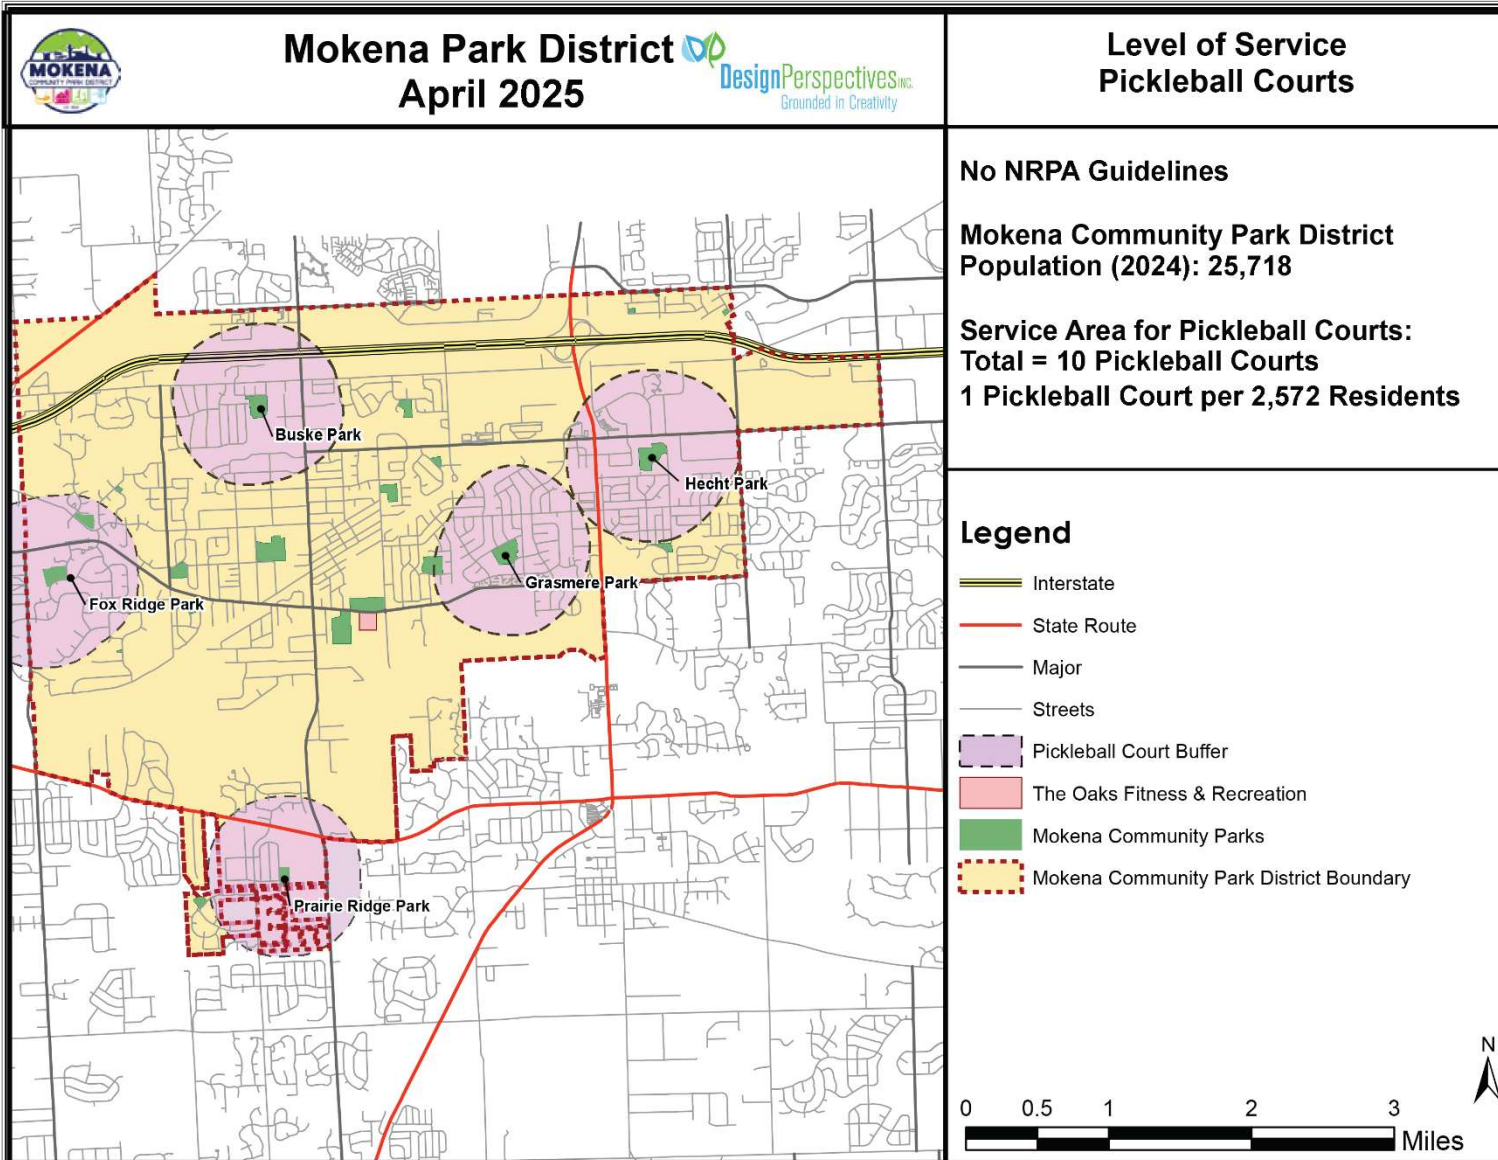 MOKENA
COMMUNITY PARK DISTRICT
Mokena Park District
April 2025
DesignPerspectives INC.
Grounded in Creativity
Level of Service
Pickleball Courts
No NRPA Guidelines
Mokena Community Park District
Population (2024): 25,718
Service Area for Pickleball Courts:
Total = 10 Pickleball Courts
1 Pickleball Court per 2,572 Residents
Buske Park
Hecht Park
Grasmere Park
Fox Ridge Park
Prairie Ridge Park
Legend
Interstate
State Route
Major
Streets
Pickleball Court Buffer
The Oaks Fitness & Recreation
Mokena Community Parks
Mokena Community Park District Boundary
N
0 0.5 1 2 3
Miles